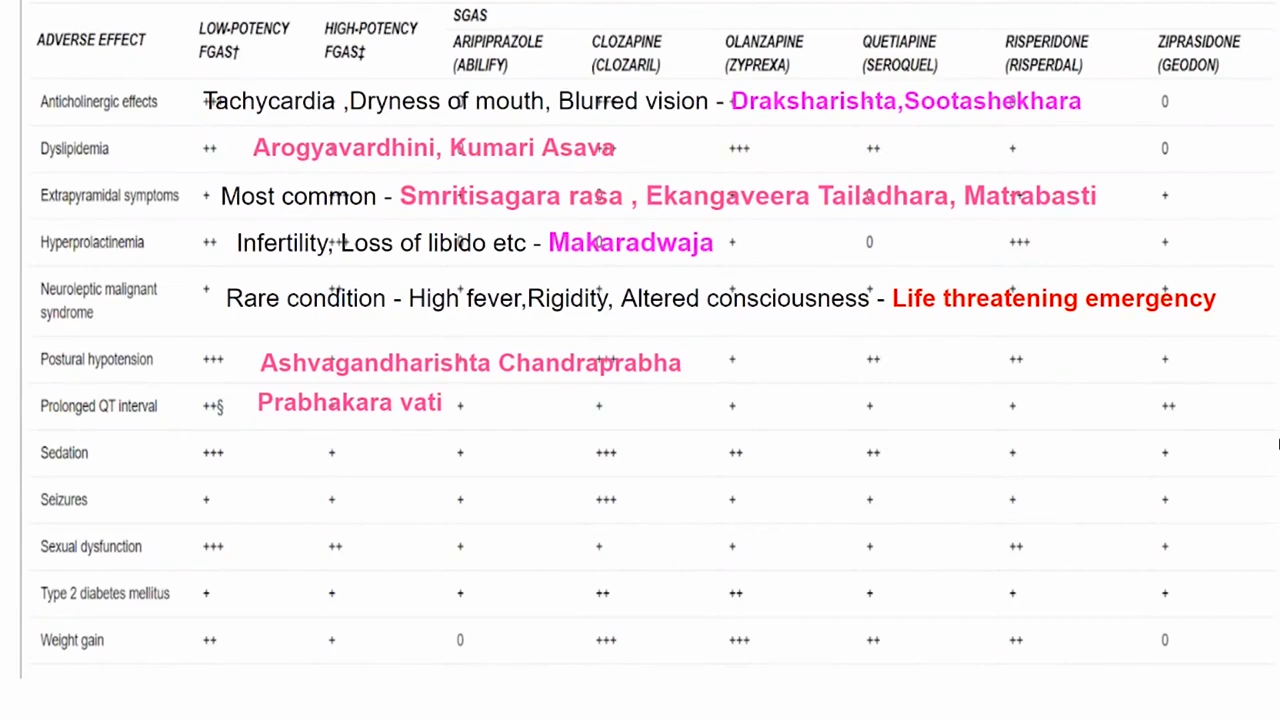 SGAS
ADVERSE EFFECT LOW-POTENCY FGAS† HIGH-POTENCY FGAS‡ ARIPIPRAZOLE (ABILIFY) CLOZAPINE (CLOZARIL) OLANZAPINE (ZYPREXA) QUETIAPINE (SEROQUEL) RISPERIDONE (RISPERDAL) ZIPRASIDONE (GEODON)
Anticholinergic effects Tachycardia ,Dryness of mouth, Blurred vision - Draksharishta,Sootashekhara 0
Dyslipidemia ++ Arogyavardhini, Kumari Asava +++ ++ + 0
Extrapyramidal symptoms + Most common - Smritisagara rasa , Ekangaveera Tailadhara, Matrabasti +
Hyperprolactinemia ++ Infertility, Loss of libido etc - Makaradwaja + 0 +++ +
Neuroleptic malignant syndrome + Rare condition - High fever,Rigidity, Altered consciousness - Life threatening emergency
Postural hypotension +++ Ashvagandharishta Chandraprabha + ++ ++ +
Prolonged QT interval ++§ Prabhakara vati + + + + + ++
Sedation +++ + + +++ ++ ++ + +
Seizures + + + +++ + + + +
Sexual dysfunction +++ ++ + + + + ++ +
Type 2 diabetes mellitus + + + ++ ++ + + +
Weight gain ++ + 0 +++ +++ ++ ++ 0